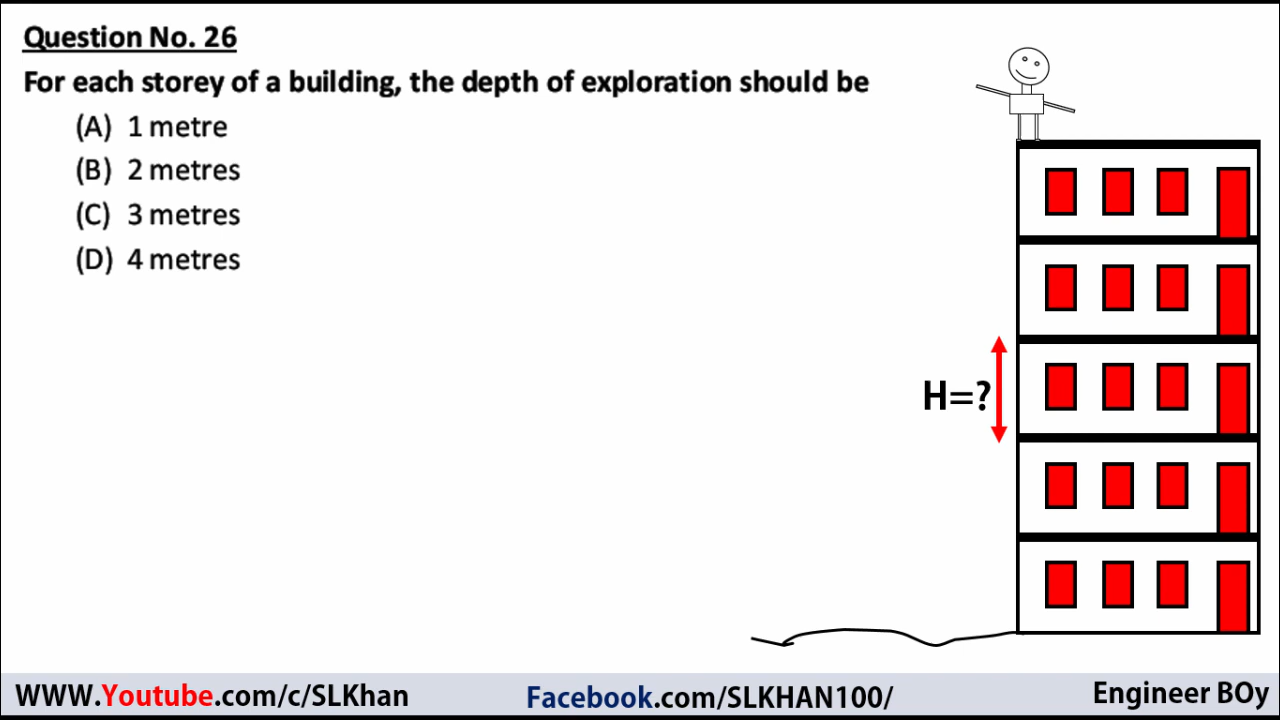 Question No. 26
For each storey of a building, the depth of exploration should be
(A) 1 metre
(B) 2 metres
(C) 3 metres
(D) 4 metres
H=?
WWW.Youtube.com/c/SLKhan
Facebook.com/SLKHAN100/
Engineer BOy